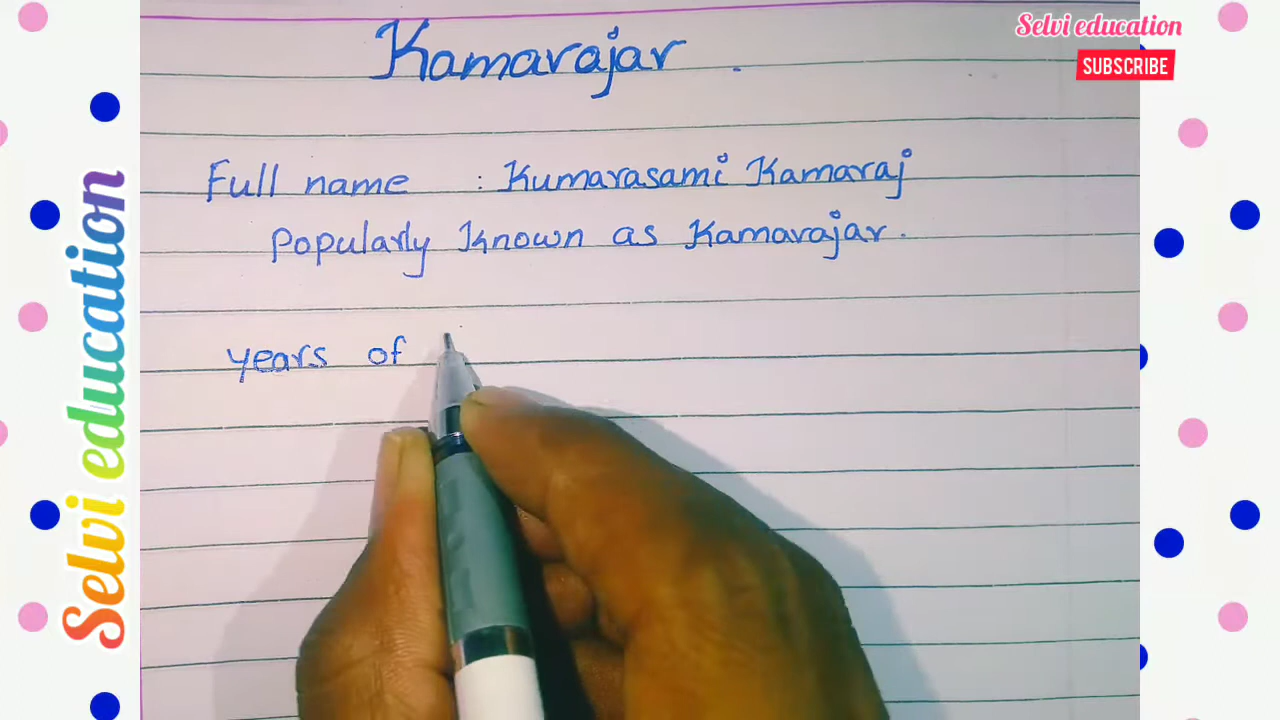 Selvi education
SUBSCRIBE
Kamarajar .
Full name : Kumarasami Kamaraj
Popularly known as Kamarajar.
years of
Selvi education